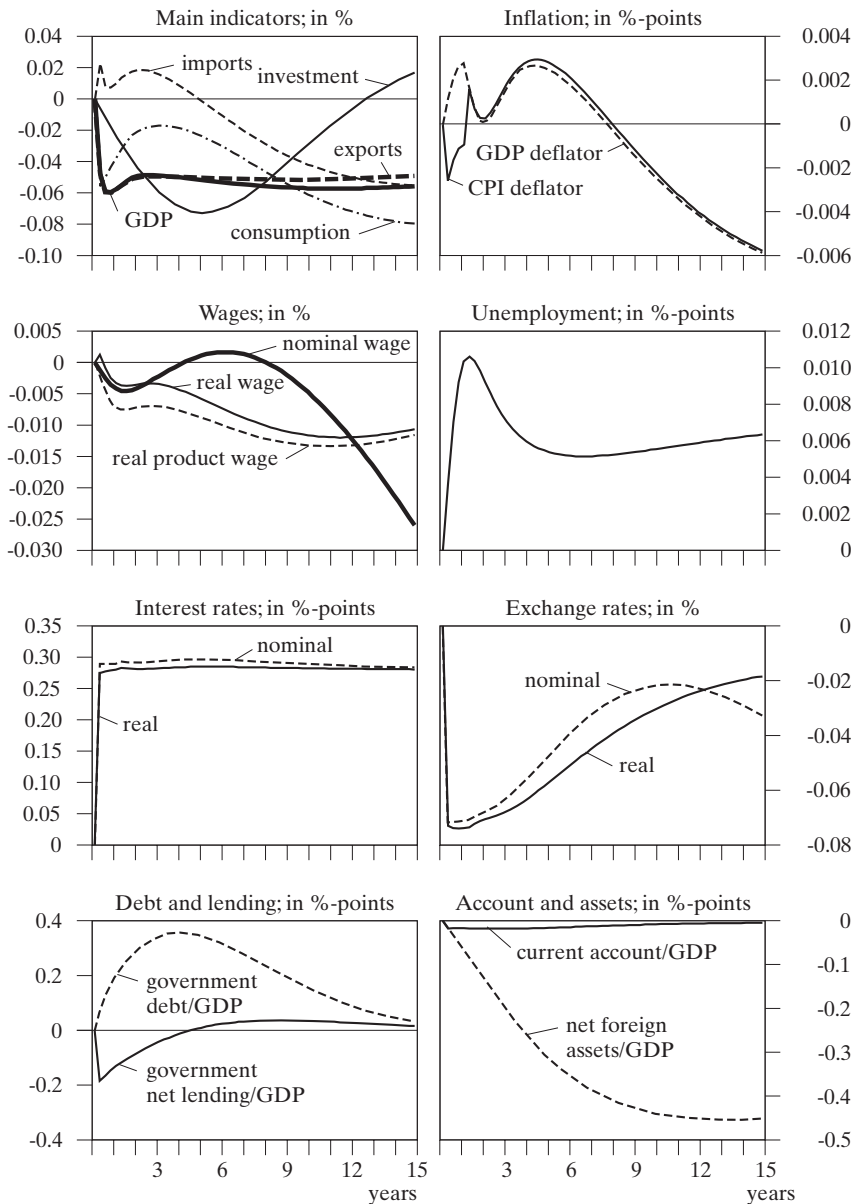 Main indicators; in %
0.04
0.02
0
-0.02
-0.04
-0.06
-0.08
-0.10
imports
investment
exports
GDP
consumption
Inflation; in %-points
0.004
0.002
0
-0.002
-0.004
-0.006
GDP deflator
CPI deflator
Wages; in %
0.005
0
-0.005
-0.010
-0.015
-0.020
-0.025
-0.030
nominal wage
real wage
real product wage
Unemployment; in %-points
0.012
0.010
0.008
0.006
0.004
0.002
0
Interest rates; in %-points
0.35
0.30
0.25
0.20
0.15
0.10
0.05
0
nominal
real
Exchange rates; in %
0
-0.02
-0.04
-0.06
-0.08
nominal
real
Debt and lending; in %-points
0.4
0.2
0
-0.2
-0.4
government
debt/GDP
government
net lending/GDP
3 6 9 12 15
years
Account and assets; in %-points
0
-0.1
-0.2
-0.3
-0.4
-0.5
current account/GDP
net foreign
assets/GDP
3 6 9 12 15
years